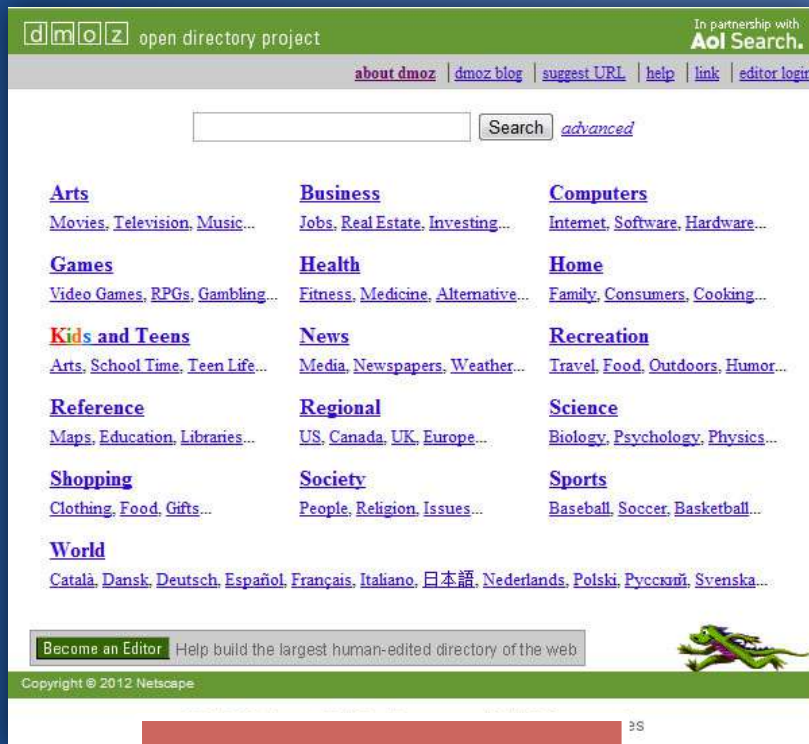 dmoz open directory project
In partnership with
Aol Search.
about dmoz | dmoz blog | suggest URL | help | link | editor login
Search advanced
Arts Business Computers
Movies, Television, Music... Jobs, Real Estate, Investing... Internet, Software, Hardware...
Games Health Home
Video Games, RPGs, Gambling... Fitness, Medicine, Alternative... Family, Consumers, Cooking...
Kids and Teens News Recreation
Arts, School Time, Teen Life... Media, Newspapers, Weather... Travel, Food, Outdoors, Humor...
Reference Regional Science
Maps, Education, Libraries... US, Canada, UK, Europe... Biology, Psychology, Physics...
Shopping Society Sports
Clothing, Food, Gifts... People, Religion, Issues... Baseball, Soccer, Basketball...
World
Català, Dansk, Deutsch, Español, Français, Italiano, 日本語, Nederlands, Polski, Русский, Svenska...
Become an Editor Help build the largest human-edited directory of the web
Copyright © 2012 Netscape